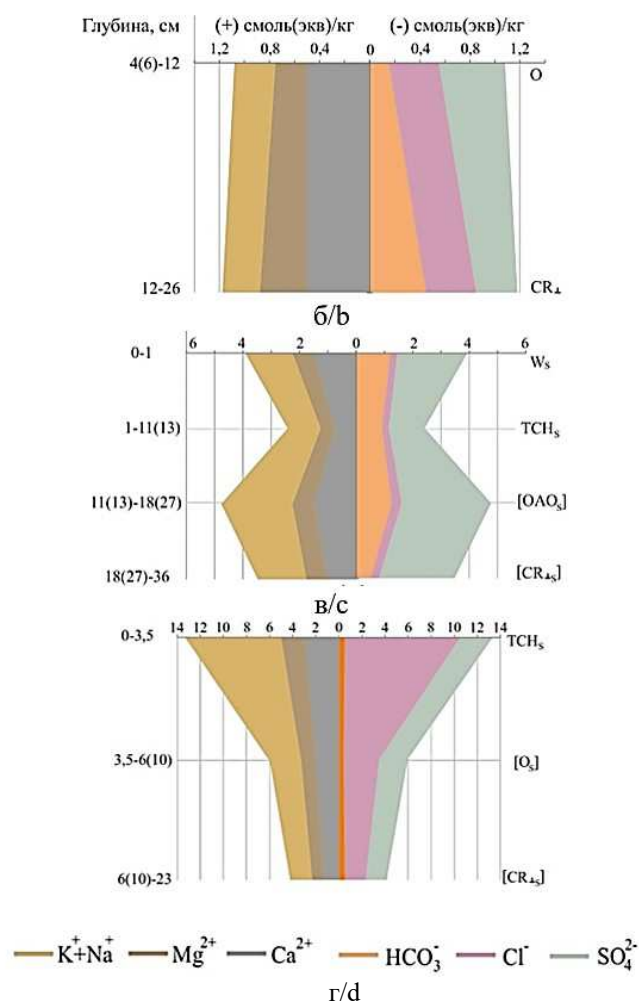 Глубина, см (+) смоль(экв)/кг (-) смоль(экв)/кг
1,2 0,8 0,4 0 0,4 0,8 1,2
4(6)-12 O
12-26 CR⊥
б/b
6 4 2 0 2 4 6
0-1 Ws
1-11(13) TCHs
11(13)-18(27) [OAOs]
18(27)-36 [CR⊥s]
в/c
14 12 10 8 6 4 2 0 2 4 6 8 10 12 14
0-3,5 TCHs
3,5-6(10) [Os]
6(10)-23 [CR⊥s]
K⁺+Na⁺ Mg²⁺ Ca²⁺ HCO₃⁻ Cl⁻ SO₄²⁻
г/d